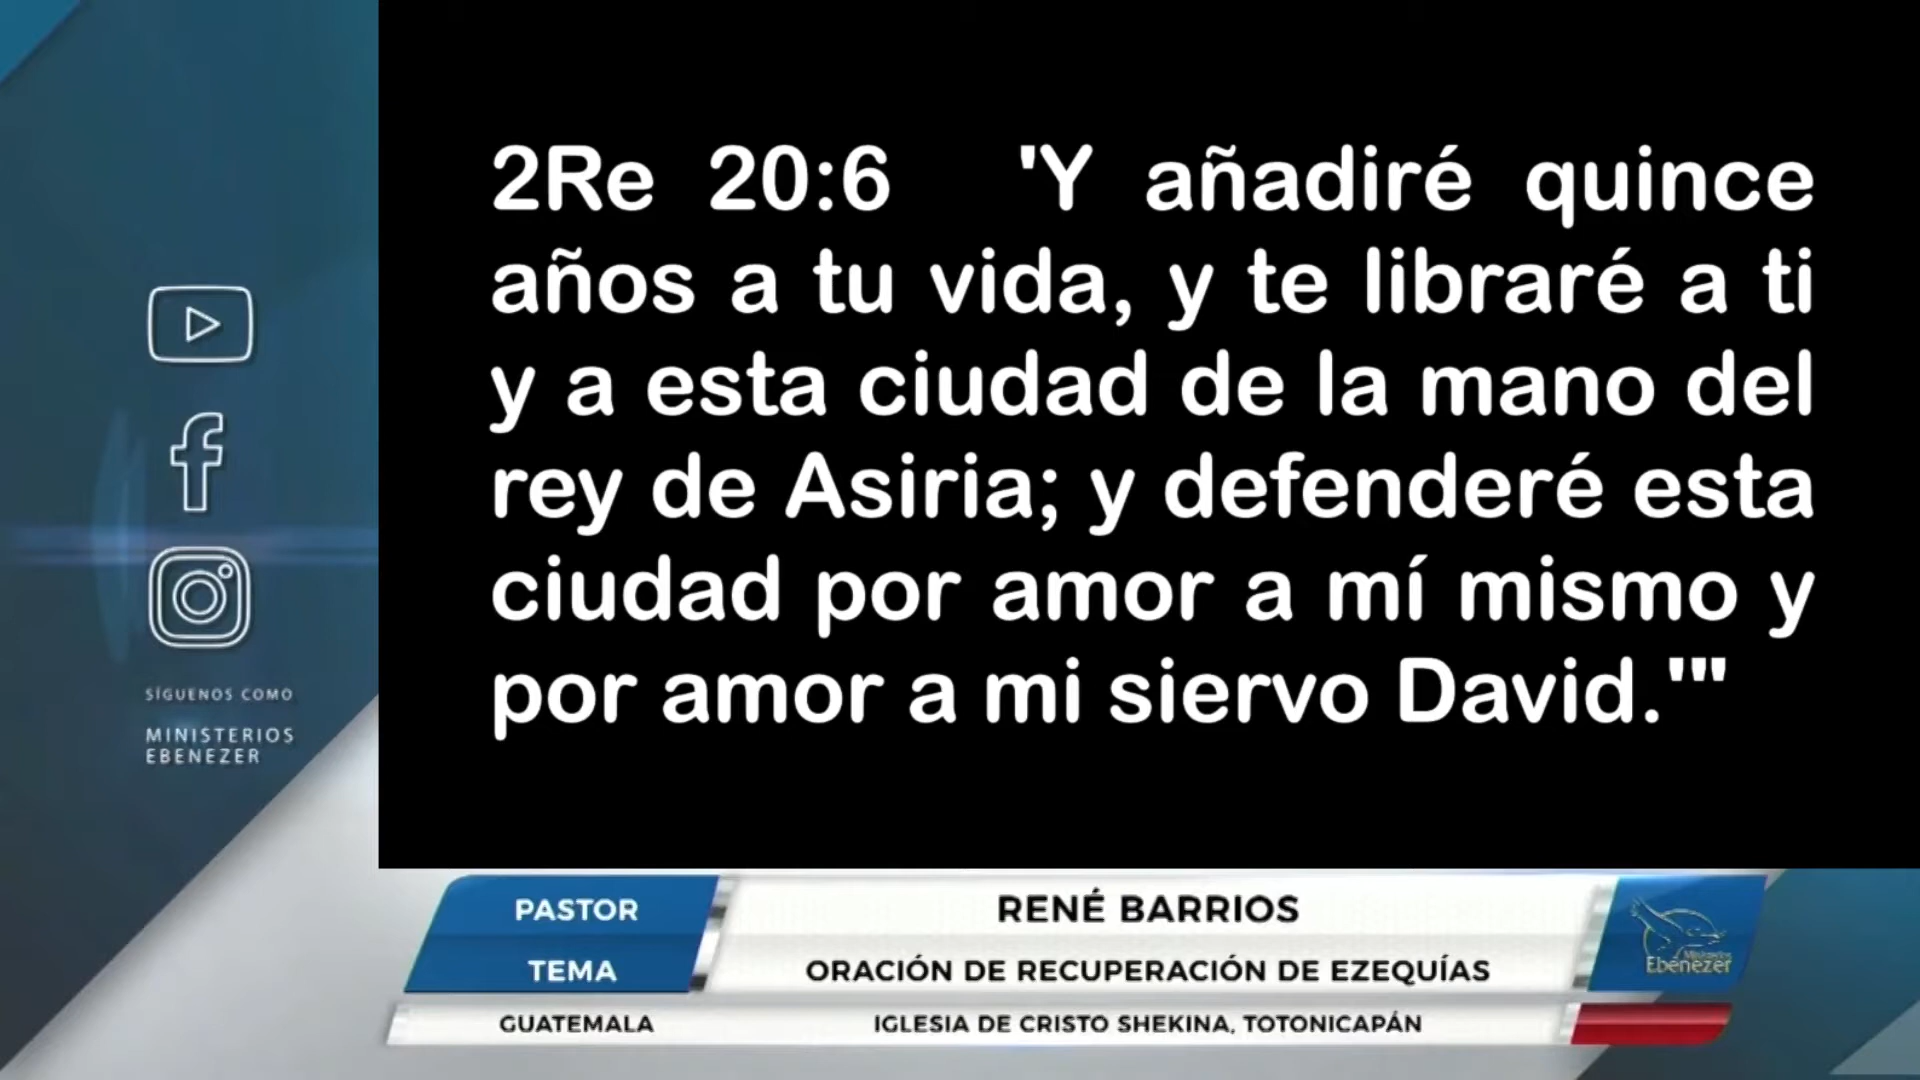 2Re 20:6 'Y añadiré quince
años a tu vida, y te libraré a ti
y a esta ciudad de la mano del
rey de Asiria; y defenderé esta
ciudad por amor a mí mismo y
por amor a mi siervo David.'"
SÍGUENOS COMO
MINISTERIOS
EBENEZER
PASTOR
RENÉ BARRIOS
TEMA
ORACIÓN DE RECUPERACIÓN DE EZEQUÍAS
GUATEMALA
IGLESIA DE CRISTO SHEKINA, TOTONICAPÁN
Ministerios
Ebenezer